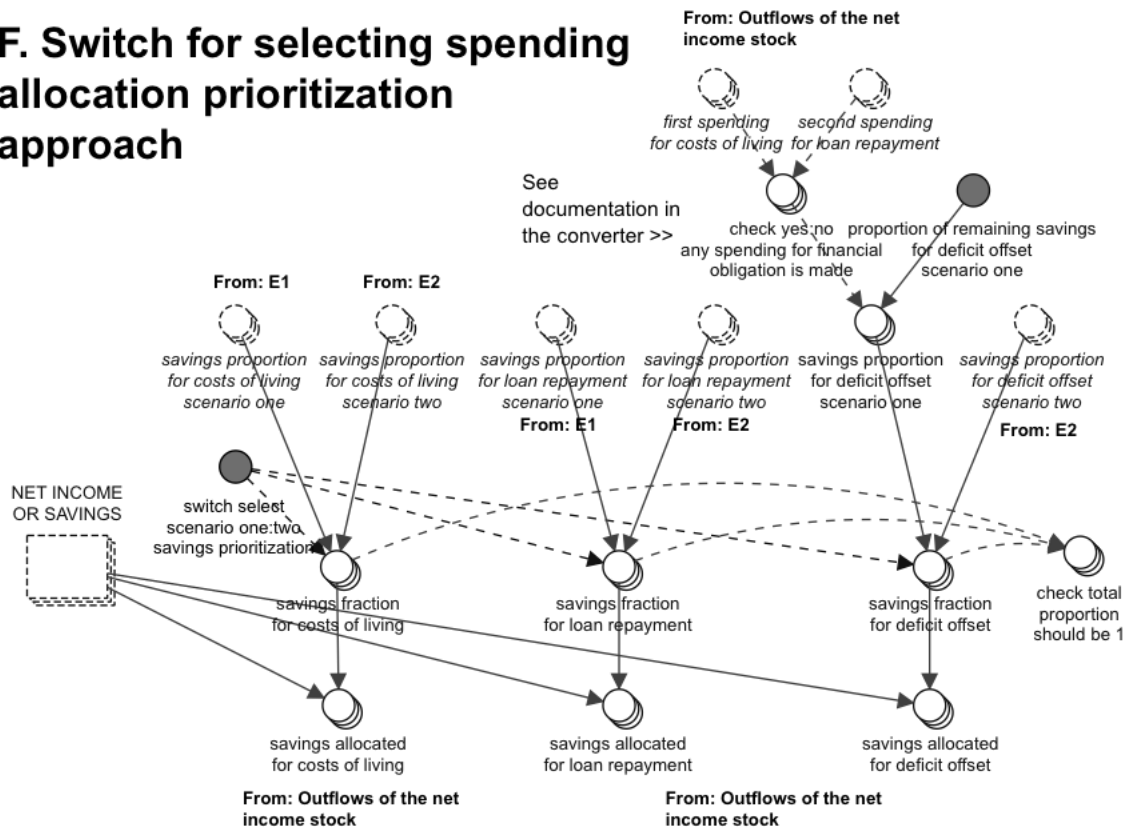 F. Switch for selecting spending
allocation prioritization
approach
From: Outflows of the net
income stock
first spending
for costs of living
second spending
for loan repayment
See
documentation in
the converter >>
check yes:no
any spending for financial
obligation is made
proportion of remaining savings
for deficit offset
scenario one
From: E1
From: E2
savings proportion
for costs of living
scenario one
savings proportion
for costs of living
scenario two
savings proportion
for loan repayment
scenario one
From: E1
savings proportion
for loan repayment
scenario two
From: E2
savings proportion
for deficit offset
scenario one
savings proportion
for deficit offset
scenario two
From: E2
NET INCOME
OR SAVINGS
switch select
scenario one:two
savings prioritization
savings fraction
for costs of living
savings fraction
for loan repayment
savings fraction
for deficit offset
check total
proportion
should be 1
savings allocated
for costs of living
savings allocated
for loan repayment
savings allocated
for deficit offset
From: Outflows of the net
income stock
From: Outflows of the net
income stock